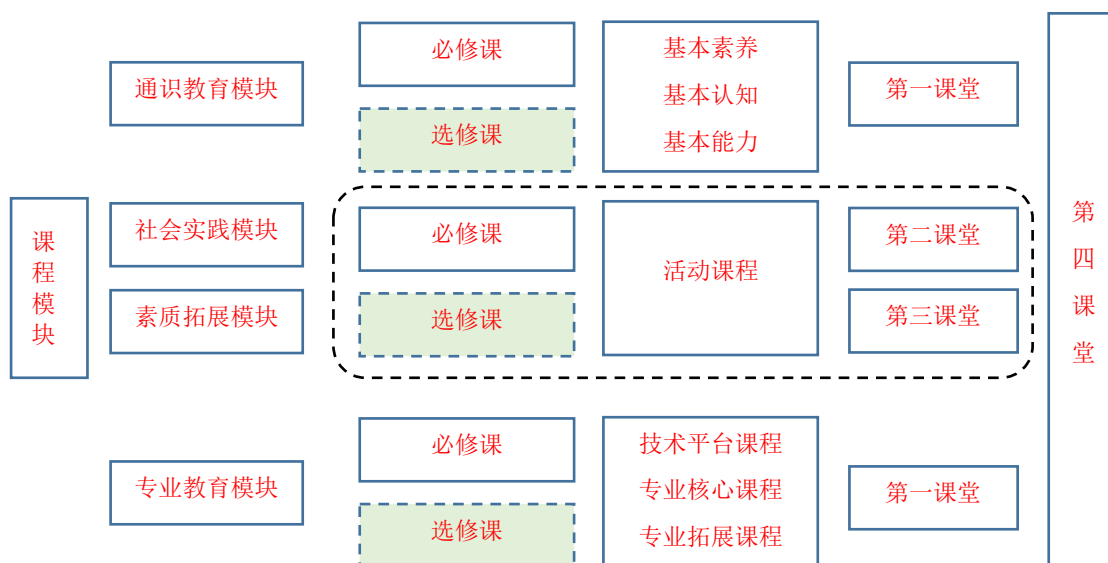 课程模块
通识教育模块
必修课
选修课
基本素养
基本认知
基本能力
第一课堂
社会实践模块
素质拓展模块
必修课
选修课
活动课程
第二课堂
第三课堂
专业教育模块
必修课
选修课
技术平台课程
专业核心课程
专业拓展课程
第一课堂
第四课堂